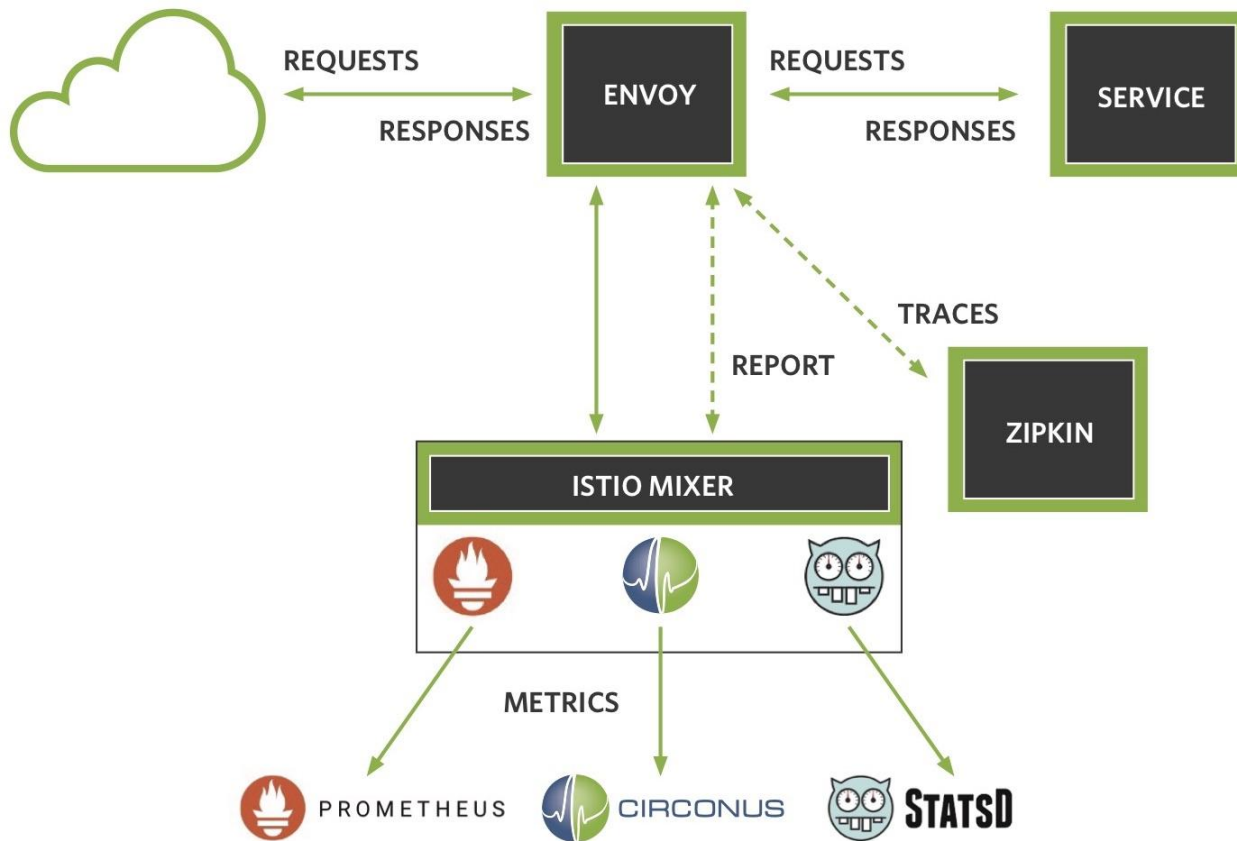 REQUESTS
RESPONSES
ENVOY
REQUESTS
RESPONSES
SERVICE
TRACES
REPORT
ZIPKIN
ISTIO MIXER
METRICS
PROMETHEUS
CIRCONUS
STATSD